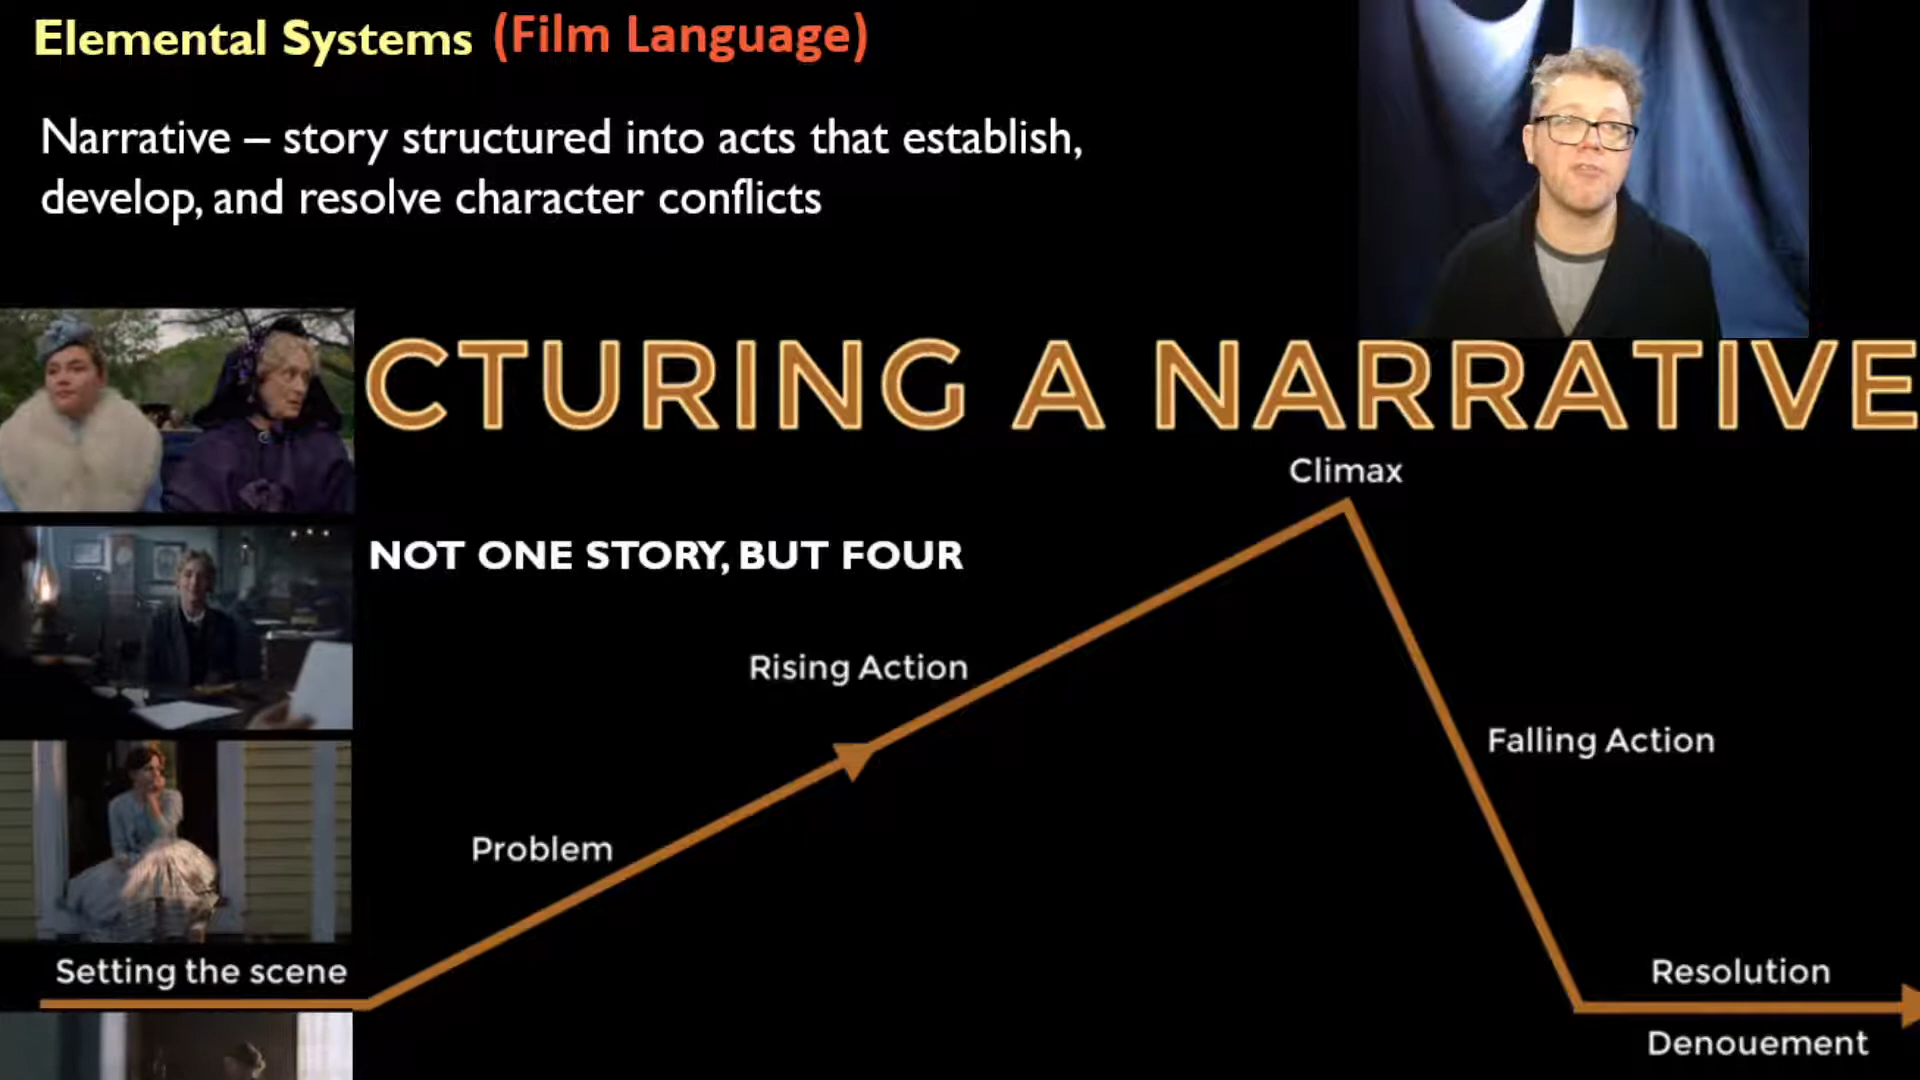 Elemental Systems (Film Language)
Narrative – story structured into acts that establish,
develop, and resolve character conflicts
CTURING A NARRATIVE
Climax
NOT ONE STORY, BUT FOUR
Rising Action
Falling Action
Problem
Setting the scene
Resolution
Denouement